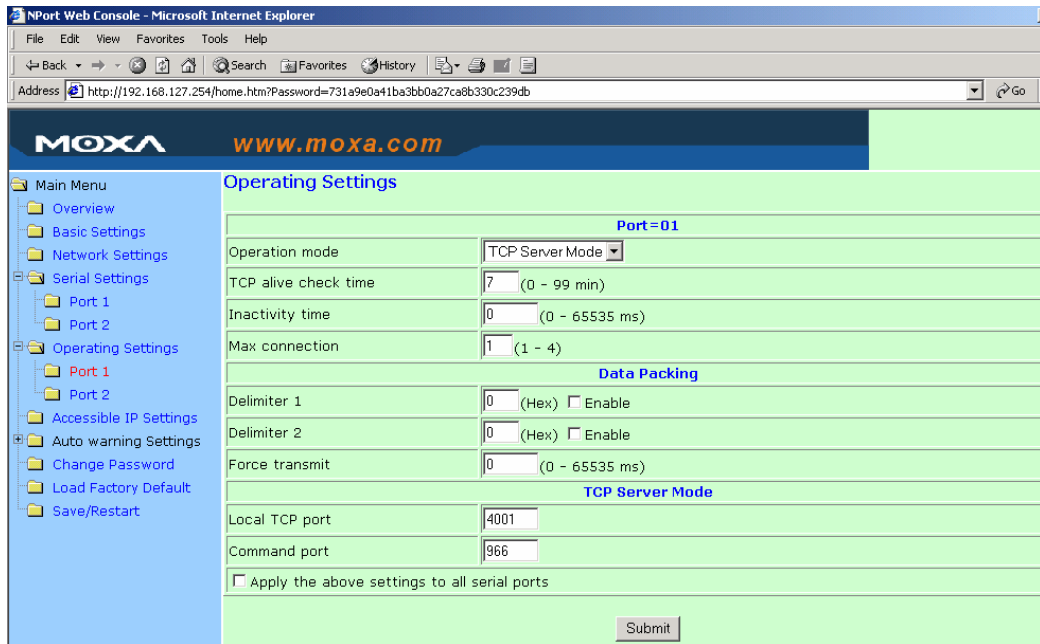 NPort Web Console - Microsoft Internet Explorer
File Edit View Favorites Tools Help
Back Search Favorites History
Address http://192.168.127.254/home.htm?Password=731a9e0a41ba3bb0a27ca8b330c239db Go
MOXA www.moxa.com
Main Menu
Overview
Basic Settings
Network Settings
Serial Settings
Port 1
Port 2
Operating Settings
Port 1
Port 2
Accessible IP Settings
Auto warning Settings
Change Password
Load Factory Default
Save/Restart
Operating Settings
Port=01
Operation mode TCP Server Mode
TCP alive check time 7 (0 - 99 min)
Inactivity time 0 (0 - 65535 ms)
Max connection 1 (1 - 4)
Data Packing
Delimiter 1 0 (Hex) Enable
Delimiter 2 0 (Hex) Enable
Force transmit 0 (0 - 65535 ms)
TCP Server Mode
Local TCP port 4001
Command port 966
Apply the above settings to all serial ports
Submit